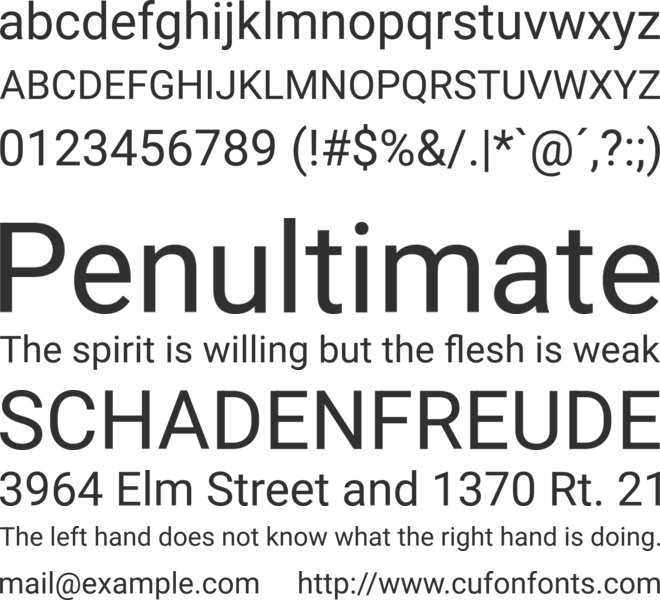 abcdefghijklmnopqrstuvwxyz
ABCDEFGHIJKLMNOPQRSTUVWXYZ
0123456789 (!#$%&/.|*`@´,?:;)
Penultimate
The spirit is willing but the flesh is weak
SCHADENFREUDE
3964 Elm Street and 1370 Rt. 21
The left hand does not know what the right hand is doing.
mail@example.com http://www.cufonfonts.com